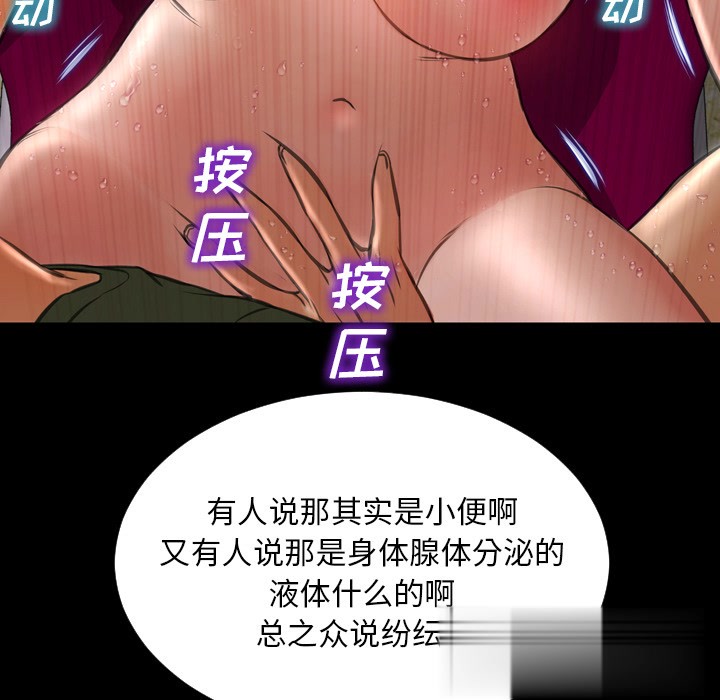 动
动
按
压
按
压
有人说那其实是小便啊
又有人说那是身体腺体分泌的
液体什么的啊
总之众说纷纭